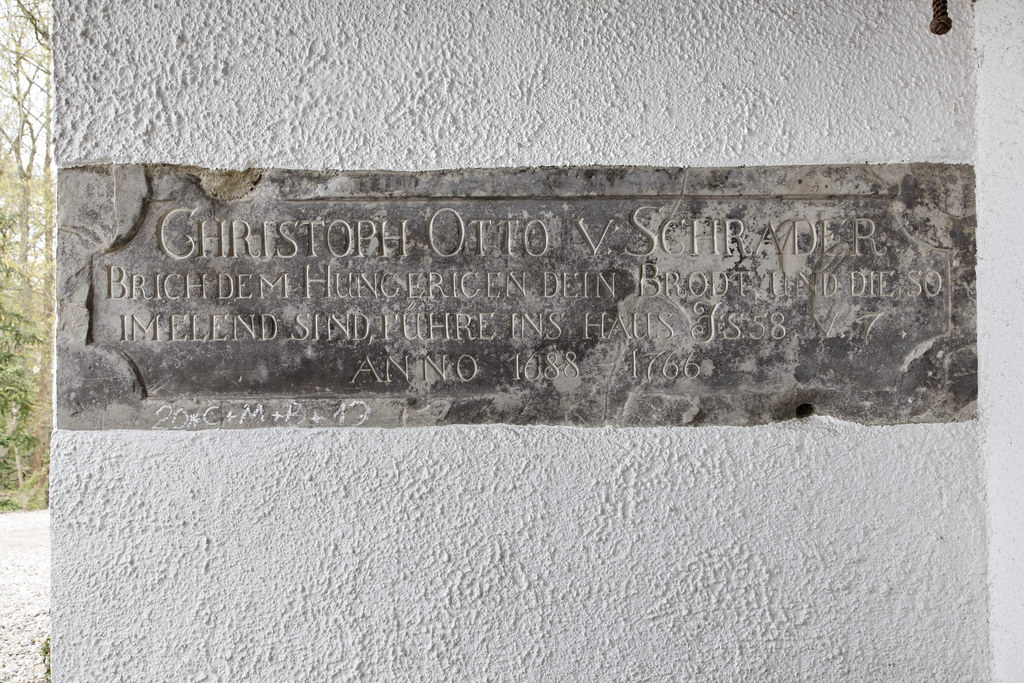 CHRISTOPH OTTO V SCHRADER
BRICH DEM HUNGERIGEN DEIN BRODT, UND DIE, SO
IM ELEND SIND, FÜHRE INS HAUS JS:58 V. 7
ANNO 1688 1766
20*C+M+B+13